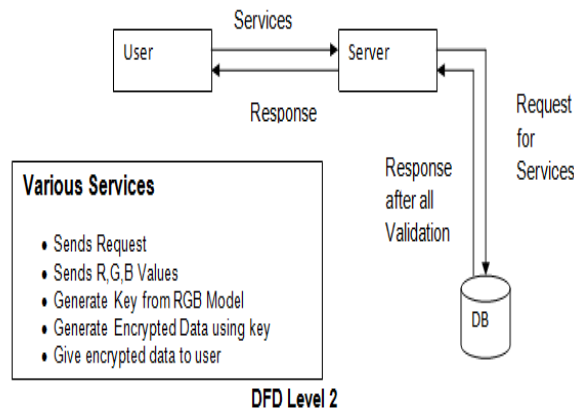 Services
User
Server
Response
Request
for
Services
Response
after all
Validation
DB
Various Services
• Sends Request
• Sends R,G,B Values
• Generate Key from RGB Model
• Generate Encrypted Data using key
• Give encrypted data to user
DFD Level 2